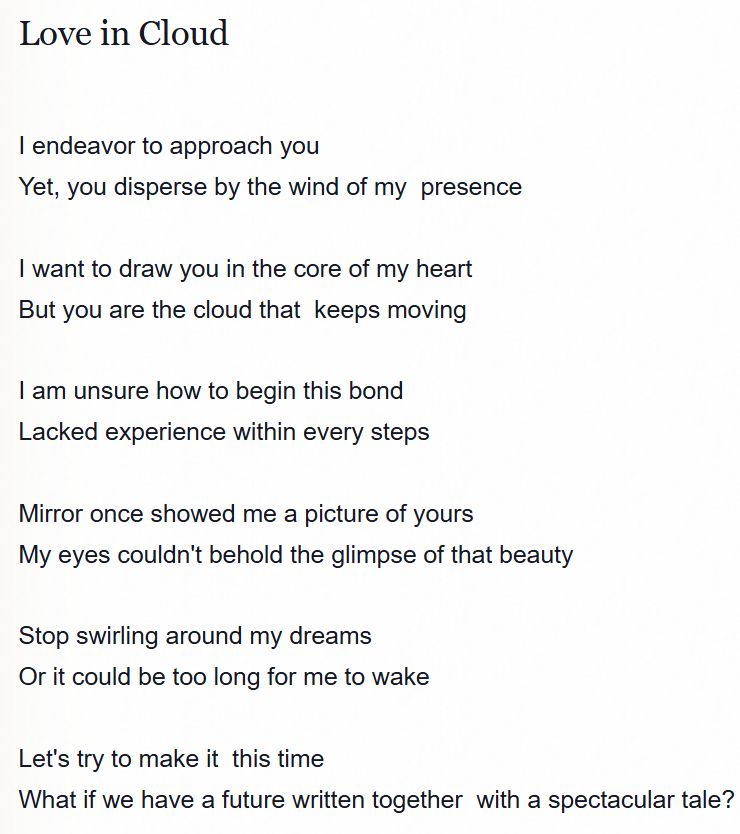 Love in Cloud
I endeavor to approach you
Yet, you disperse by the wind of my  presence
I want to draw you in the core of my heart
But you are the cloud that  keeps moving
I am unsure how to begin this bond
Lacked experience within every steps
Mirror once showed me a picture of yours
My eyes couldn't behold the glimpse of that beauty
Stop swirling around my dreams
Or it could be too long for me to wake
Let's try to make it  this time
What if we have a future written together  with a spectacular tale?